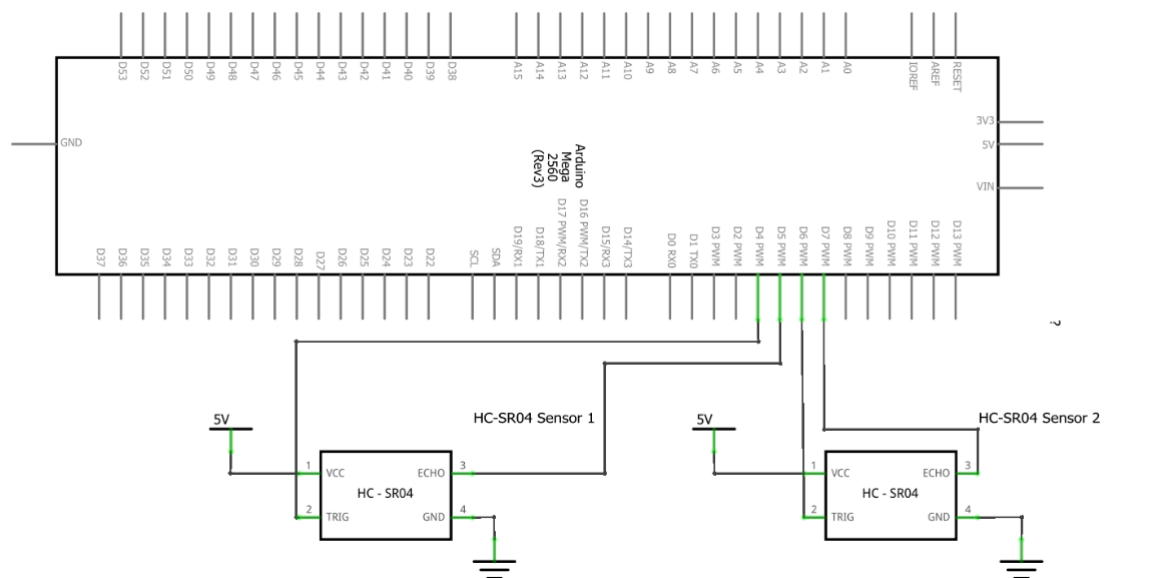 D53
D52
D51
D50
D49
D48
D47
D46
D45
D44
D43
D42
D41
D40
D39
D38
A15
A14
A13
A12
A11
A10
A9
A8
A7
A6
A5
A4
A3
A2
A1
A0
IOREF
AREF
RESET
GND
3V3
5V
VIN
Arduino
Mega
2560
(Rev3)
D37
D36
D35
D34
D33
D32
D31
D30
D29
D28
D27
D26
D25
D24
D23
D22
SCL
SDA
D19/RX1
D18/TX1
D17 PWM/RX2
D16 PWM/TX2
D15/RX3
D14/TX3
D0 RX0
D1 TX0
D3 PWM
D2 PWM
D4 PWM
D5 PWM
D6 PWM
D7 PWM
D8 PWM
D9 PWM
D10 PWM
D11 PWM
D12 PWM
D13 PWM
?
5V
HC-SR04 Sensor 1
5V
HC-SR04 Sensor 2
1 VCC ECHO 3
HC - SR04
2 TRIG GND 4
1 VCC ECHO 3
HC - SR04
2 TRIG GND 4